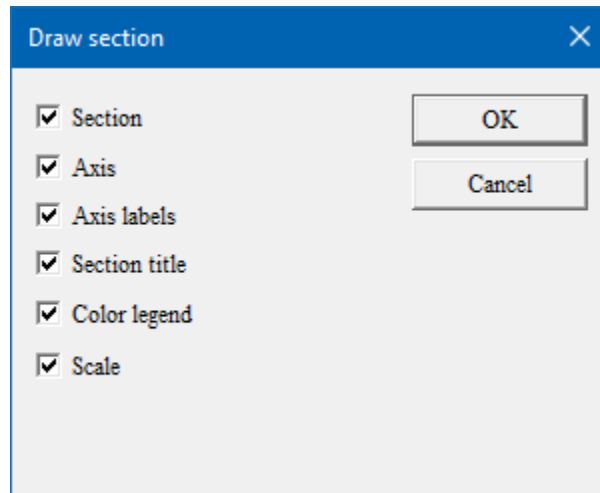 Draw section
Section
OK
Axis
Cancel
Axis labels
Section title
Color legend
Scale